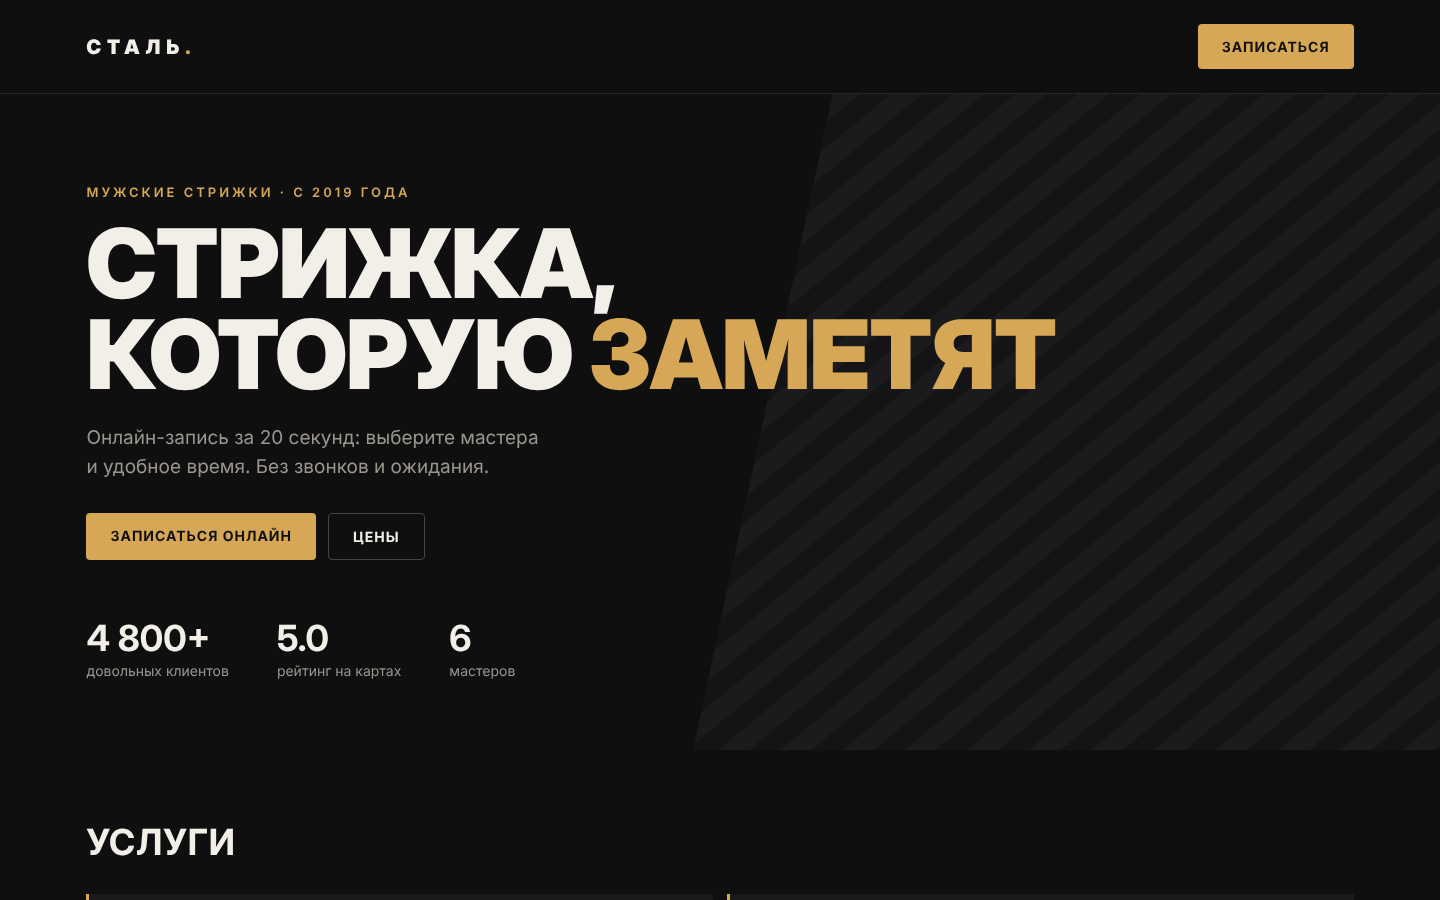 СТАЛЬ.
ЗАПИСАТЬСЯ
МУЖСКИЕ СТРИЖКИ · С 2019 ГОДА
СТРИЖКА,
КОТОРУЮ ЗАМЕТЯТ
Онлайн-запись за 20 секунд: выберите мастера
и удобное время. Без звонков и ожидания.
ЗАПИСАТЬСЯ ОНЛАЙН
ЦЕНЫ
4 800+
довольных клиентов
5.0
рейтинг на картах
6
мастеров
УСЛУГИ